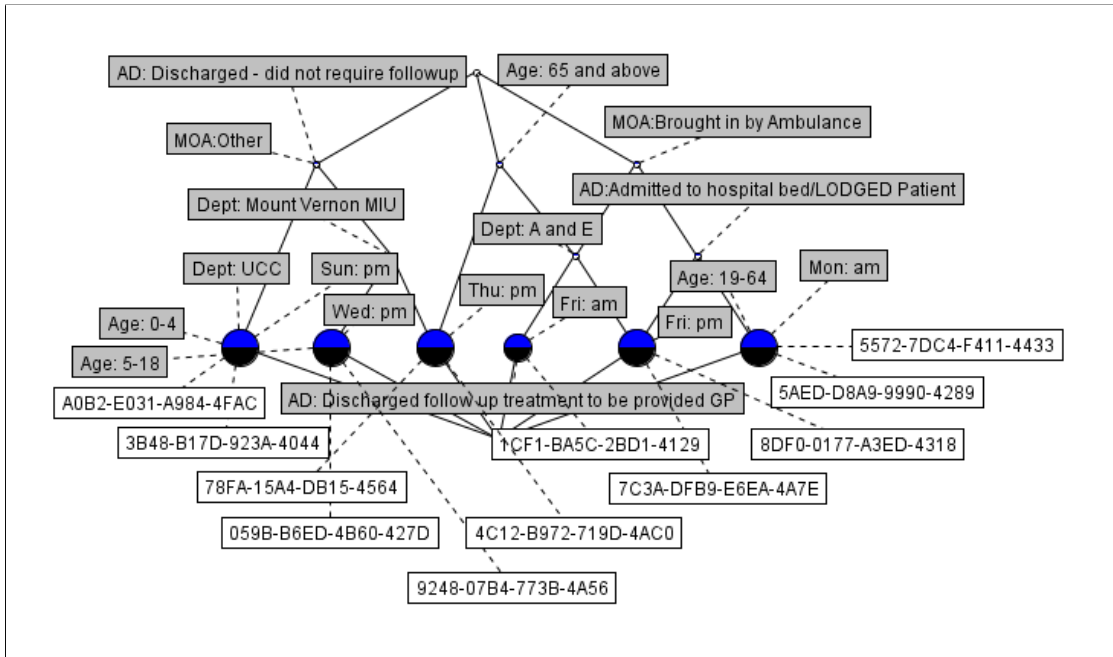 AD: Discharged - did not require followup
Age: 65 and above
MOA:Brought in by Ambulance
MOA:Other
AD:Admitted to hospital bed/LODGED Patient
Dept: Mount Vernon MIU
Dept: A and E
Dept: UCC
Sun: pm
Age: 19-64
Mon: am
Thu: pm
Fri: am
Wed: pm
Age: 0-4
Fri: pm
Age: 5-18
5572-7DC4-F411-4433
5AED-D8A9-9990-4289
A0B2-E031-A984-4FAC
AD: Discharged follow up treatment to be provided GP
3B48-B17D-923A-4044
1CF1-BA5C-2BD1-4129
8DF0-0177-A3ED-4318
78FA-15A4-DB15-4564
7C3A-DFB9-E6EA-4A7E
059B-B6ED-4B60-427D
4C12-B972-719D-4AC0
9248-07B4-773B-4A56